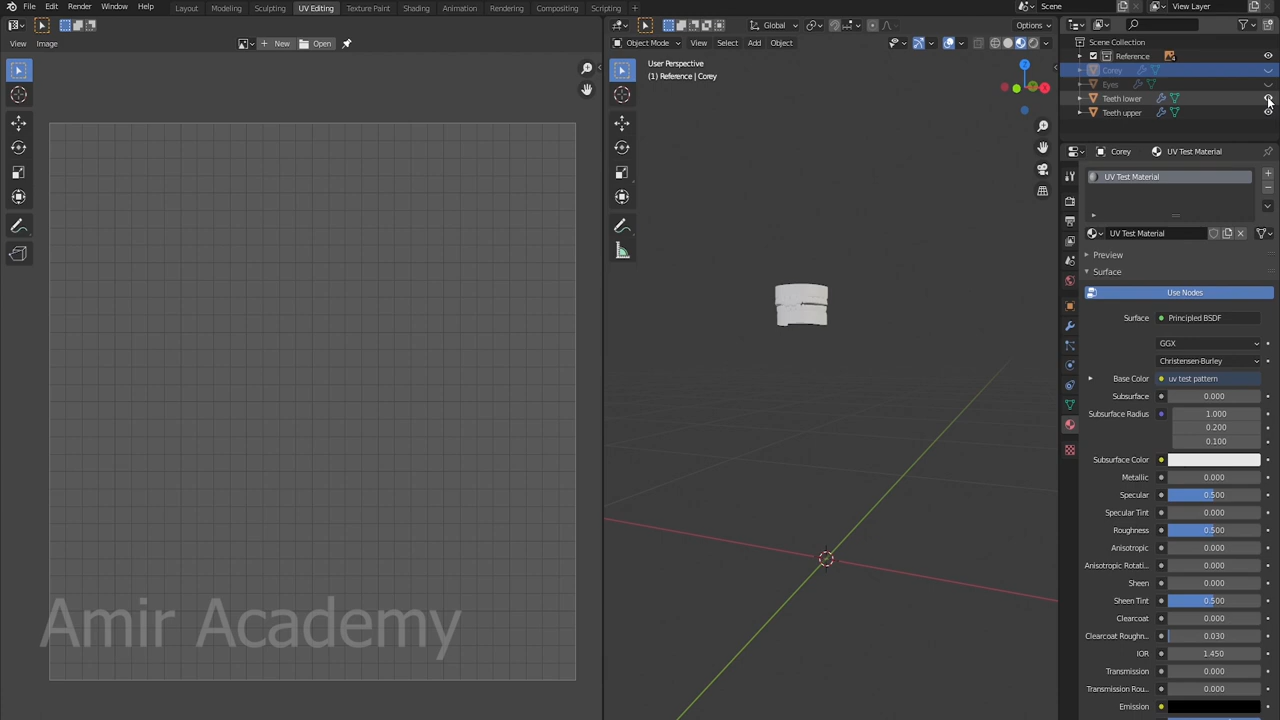 File Edit Render Window Help Layout Modeling Sculpting UV Editing Texture Paint Shading Animation Rendering Compositing Scripting + Scene View Layer
Global Options
View Image New Open Object Mode View Select Add Object
Scene Collection
Reference
Corey
Eyes
Teeth lower
Teeth upper
User Perspective
(1) Reference | Corey
Z
X
Corey UV Test Material
UV Test Material
UV Test Material
Preview
Surface
Use Nodes
Surface Principled BSDF
GGX
Christensen-Burley
Base Color uv test pattern
Subsurface 0.000
Subsurface Radius 1.000
0.200
0.100
Subsurface Color
Metallic 0.000
Specular 0.500
Specular Tint 0.000
Roughness 0.500
Anisotropic 0.000
Anisotropic Rotati... 0.000
Sheen 0.000
Sheen Tint 0.500
Clearcoat 0.000
Clearcoat Roughn... 0.030
IOR 1.450
Transmission 0.000
Transmission Rou... 0.000
Emission
Amir Academy